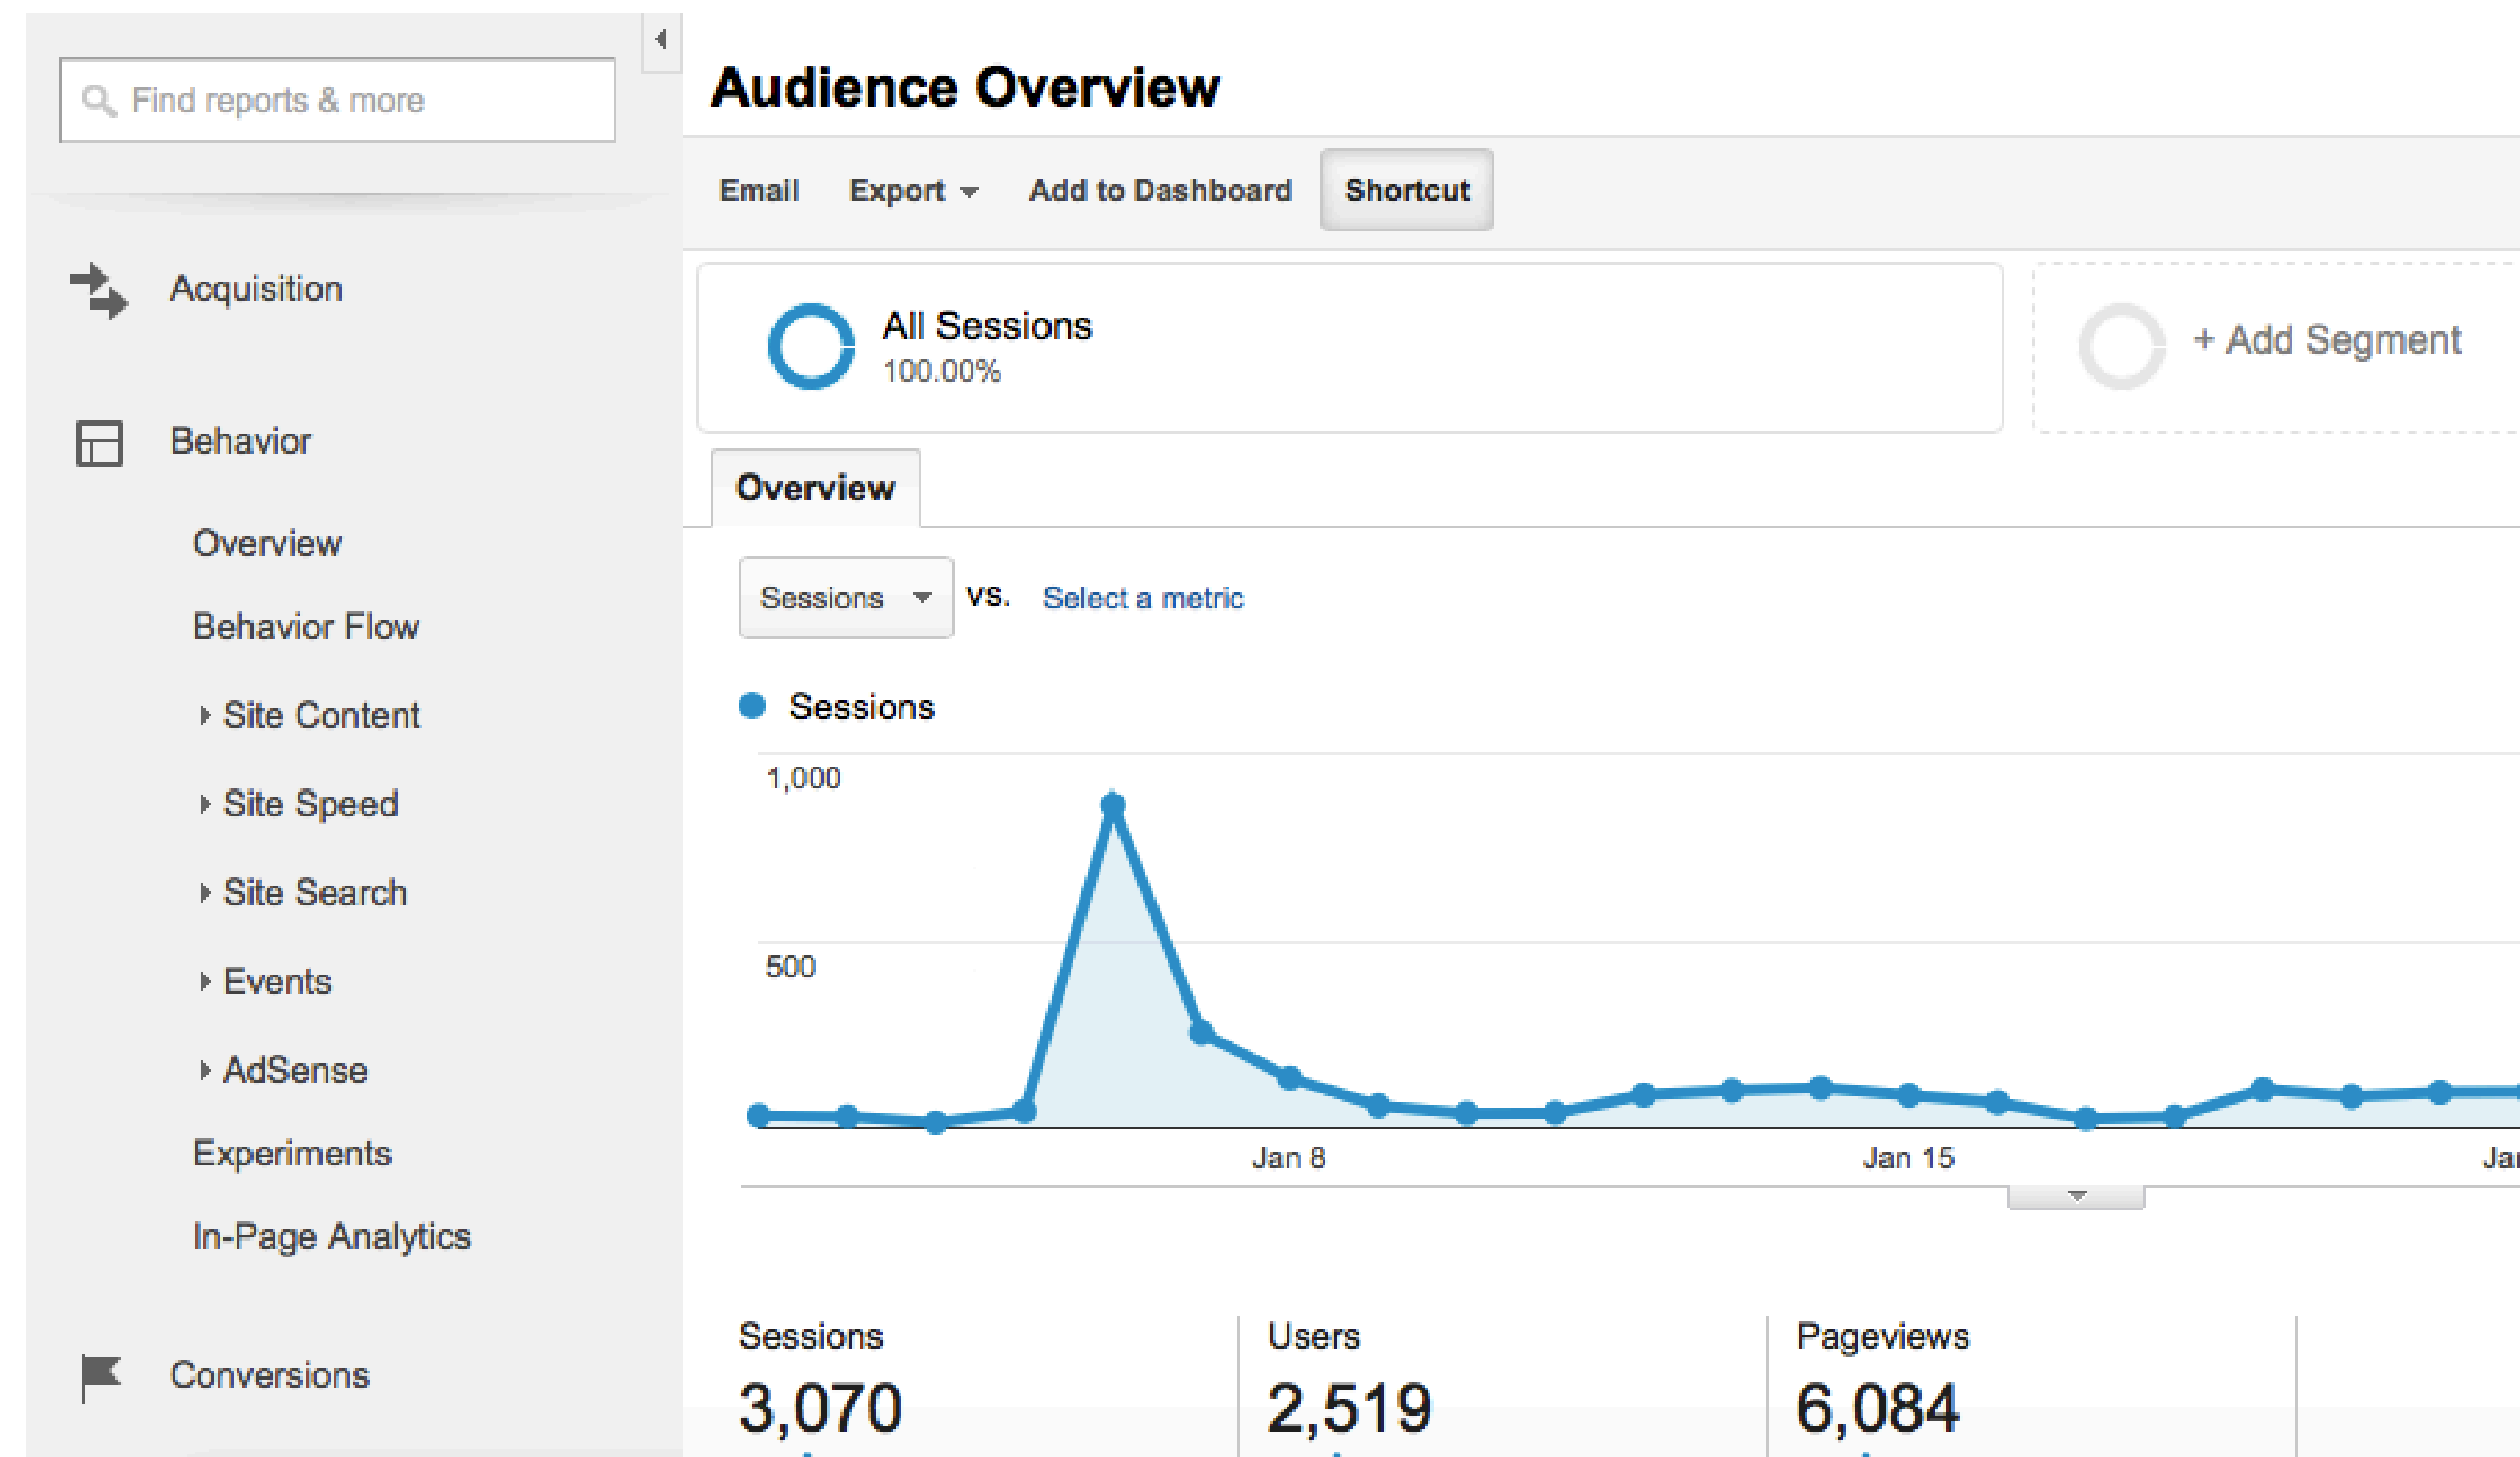 Find reports & more
Acquisition
Behavior
Overview
Behavior Flow
Site Content
Site Speed
Site Search
Events
AdSense
Experiments
In-Page Analytics
Conversions
Audience Overview
Email Export Add to Dashboard Shortcut
All Sessions
100.00%
+ Add Segment
Overview
Sessions VS. Select a metric
Sessions
1,000
500
Jan 8 Jan 15
Sessions Users Pageviews
3,070 2,519 6,084